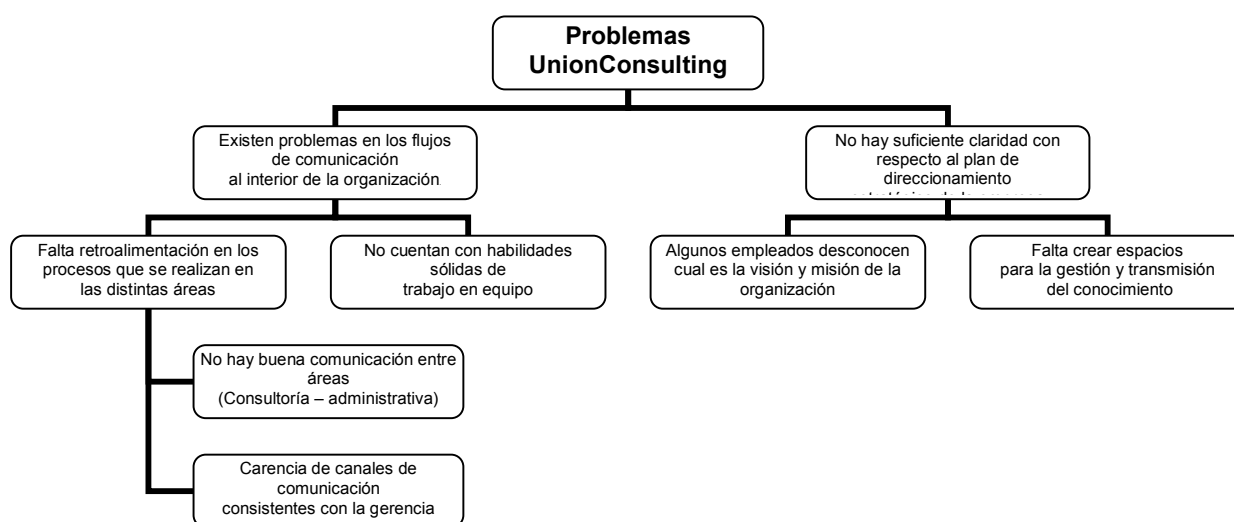 Problemas
UnionConsulting
Existen problemas en los flujos
de comunicación
al interior de la organización
No hay suficiente claridad con
respecto al plan de
direccionamiento
Falta retroalimentación en los
procesos que se realizan en
las distintas áreas
No cuentan con habilidades
sólidas de
trabajo en equipo
Algunos empleados desconocen
cual es la visión y misión de la
organización
Falta crear espacios
para la gestión y transmisión
del conocimiento
No hay buena comunicación entre
áreas
(Consultoría – administrativa)
Carencia de canales de
comunicación
consistentes con la gerencia